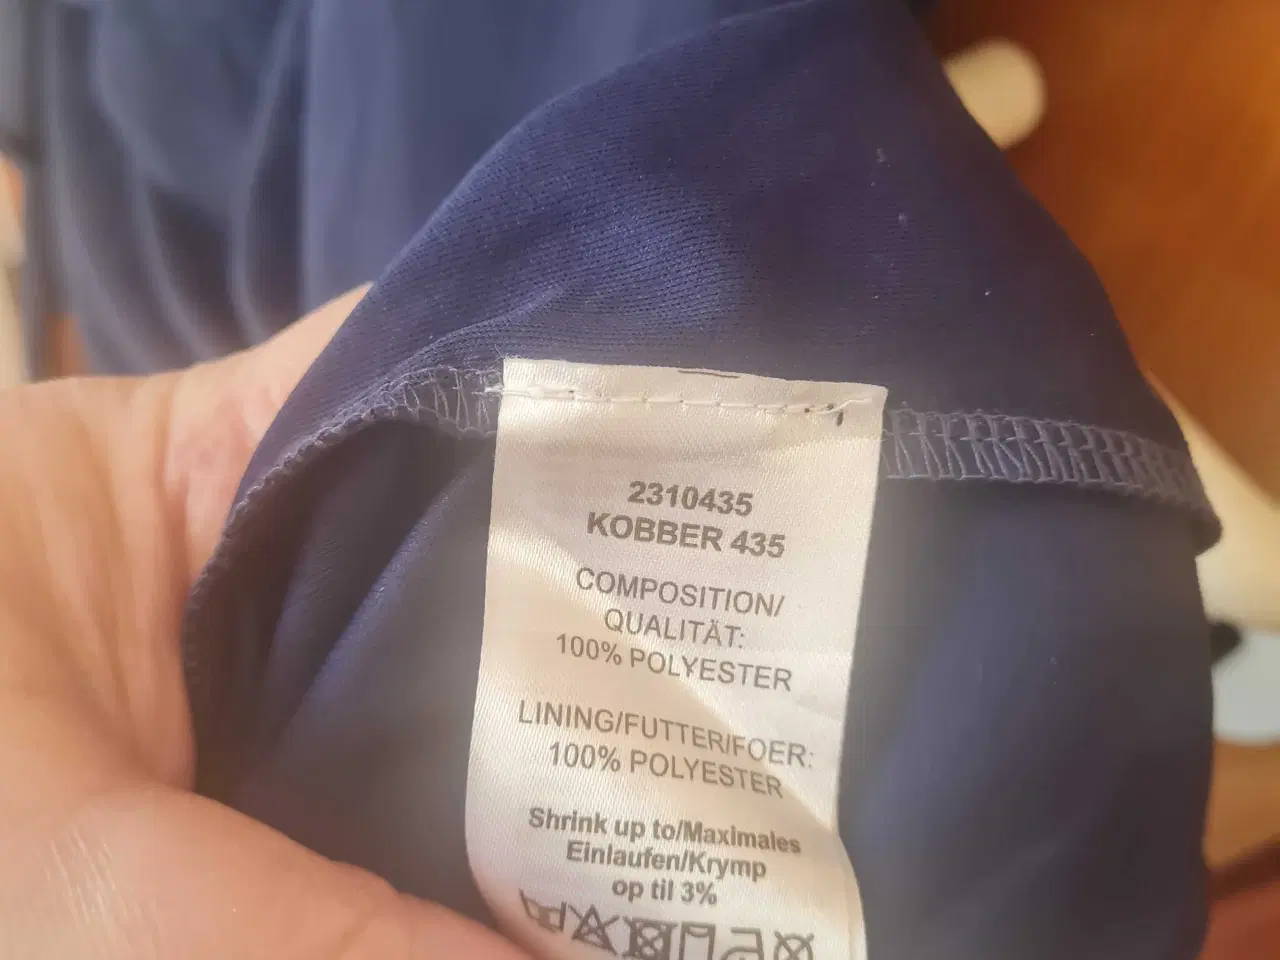 2310435
KOBBER 435
COMPOSITION/
QUALITÄT:
100% POLYESTER
LINING/FUTTER/FOER:
100% POLYESTER
Shrink up to/Maximales
Einlaufen/Krymp
op til 3%